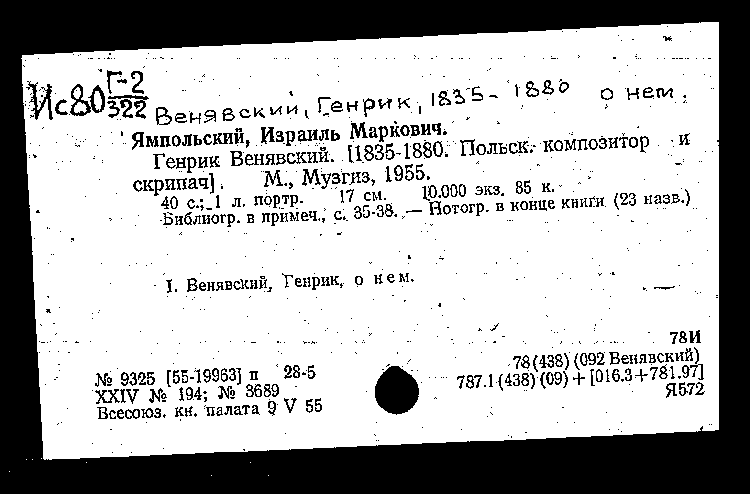 Ис80 Г-2/322 Венявский, Генрик, 1835-1880 о нем.
Ямпольский, Израиль Маркович.
Генрик Венявский. [1835-1880. Польск. композитор и
скрипач]. М., Музгиз, 1955.
40 с.; 1 л. портр. 17 см. 10.000 экз. 85 к.
Библиогр. в примеч., с. 35-38. — Нотогр. в конце книги (23 назв.)
I. Венявский, Генрик, о нем.
78И
№ 9325 [55-19963] п 28-5 78(438) (092 Венявский)
XXIV № 194; № 3689 787.1(438) (09) + [016.3+781.97]
Всесоюз. кн. палата 9 V 55 Я572